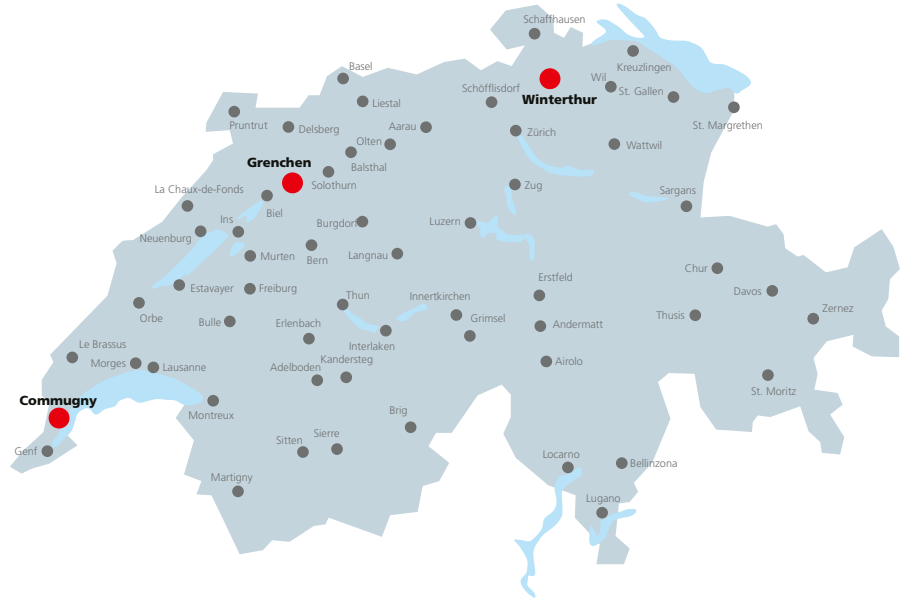 Schaffhausen
Kreuzlingen
Basel
Wil
St. Gallen
Schöfflisdorf
Winterthur
Liestal
St. Margrethen
Pruntrut
Delsberg
Aarau
Zürich
Olten
Wattwil
Balsthal
Grenchen
Solothurn
Zug
La Chaux-de-Fonds
Sargans
Biel
Ins
Burgdorf
Luzern
Neuenburg
Murten
Bern
Langnau
Chur
Erstfeld
Estavayer
Freiburg
Thun
Innertkirchen
Davos
Orbe
Bulle
Erlenbach
Grimsel
Andermatt
Thusis
Zernez
Interlaken
Le Brassus
Morges
Lausanne
Adelboden
Kandersteg
Airolo
St. Moritz
Commugny
Montreux
Brig
Genf
Sitten
Sierre
Locarno
Bellinzona
Martigny
Lugano